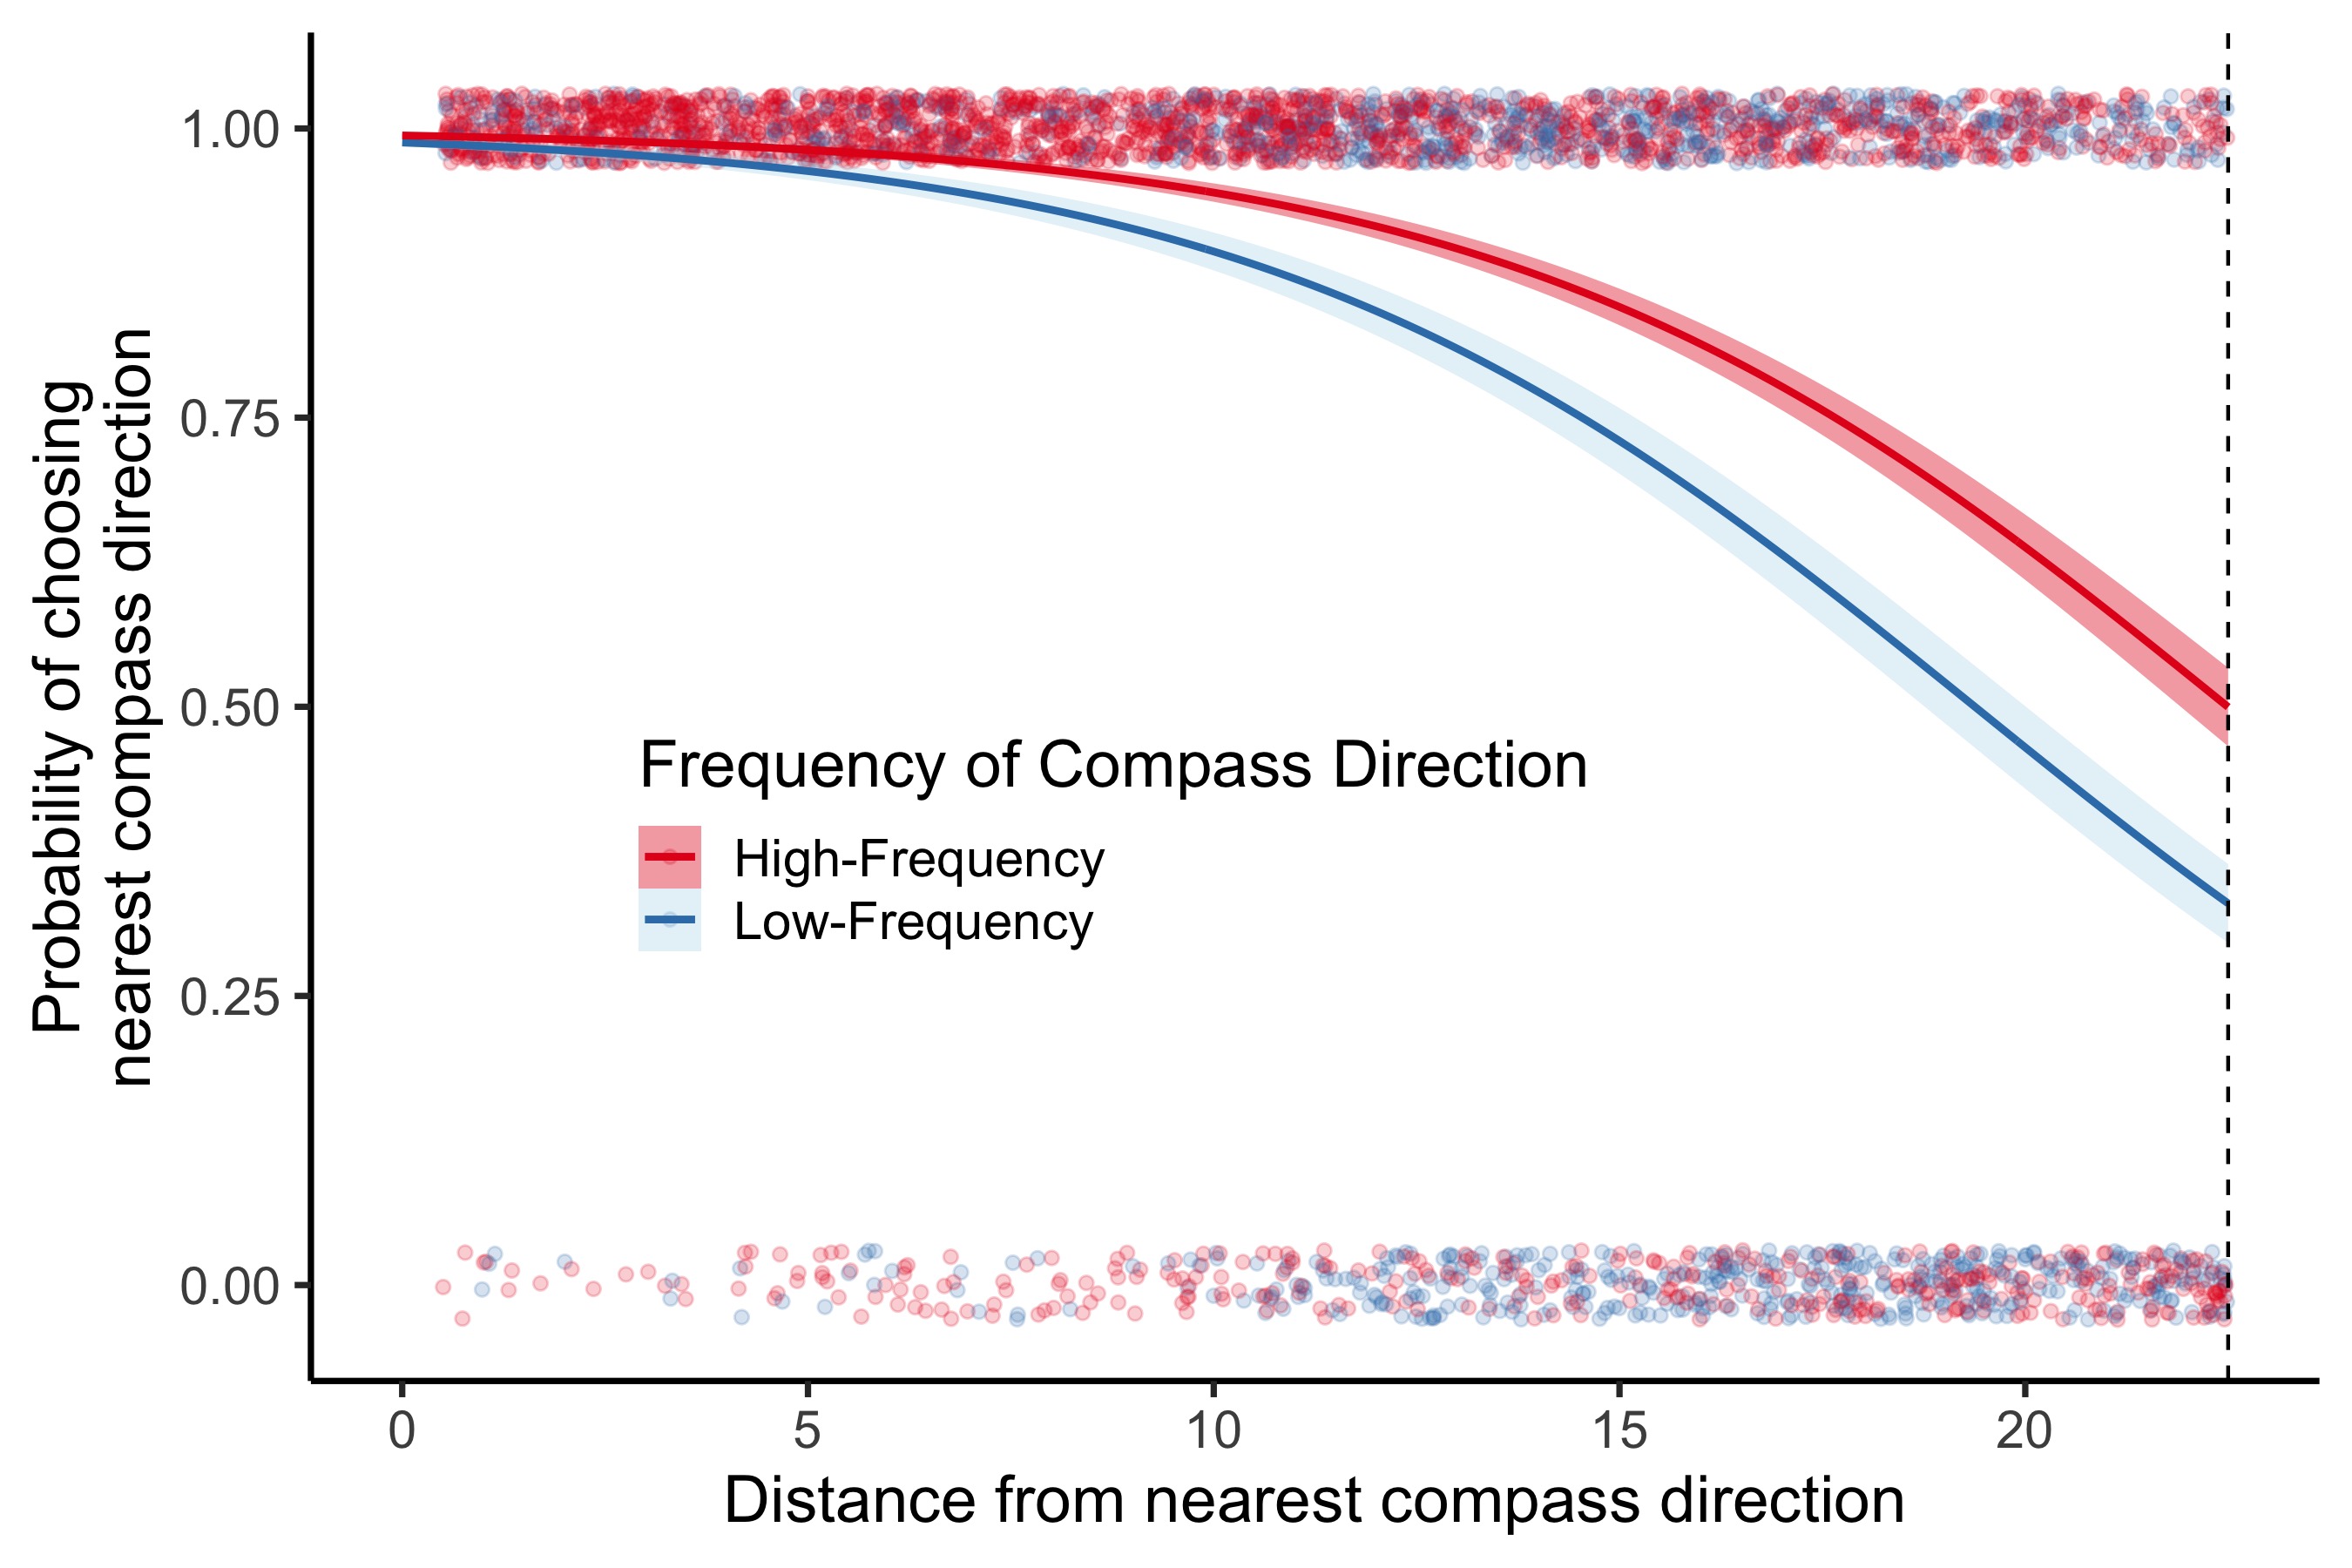 Probability of choosing
nearest compass direction
1.00
0.75
0.50
0.25
0.00
Frequency of Compass Direction
High-Frequency
Low-Frequency
0
5
10
15
20
Distance from nearest compass direction